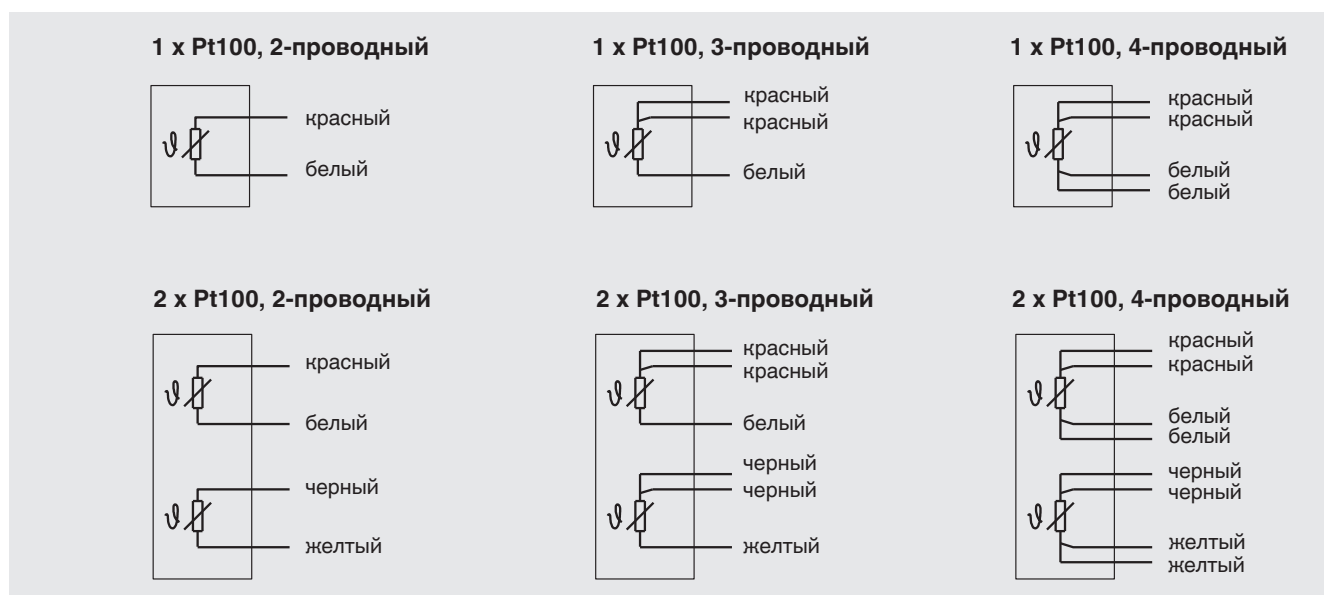 1 x Pt100, 2-проводный
ϑ
красный
белый
1 x Pt100, 3-проводный
ϑ
красный
красный
белый
1 x Pt100, 4-проводный
ϑ
красный
красный
белый
белый
2 x Pt100, 2-проводный
ϑ
красный
белый
ϑ
черный
желтый
2 x Pt100, 3-проводный
ϑ
красный
красный
белый
ϑ
черный
черный
желтый
2 x Pt100, 4-проводный
ϑ
красный
красный
белый
белый
ϑ
черный
черный
желтый
желтый